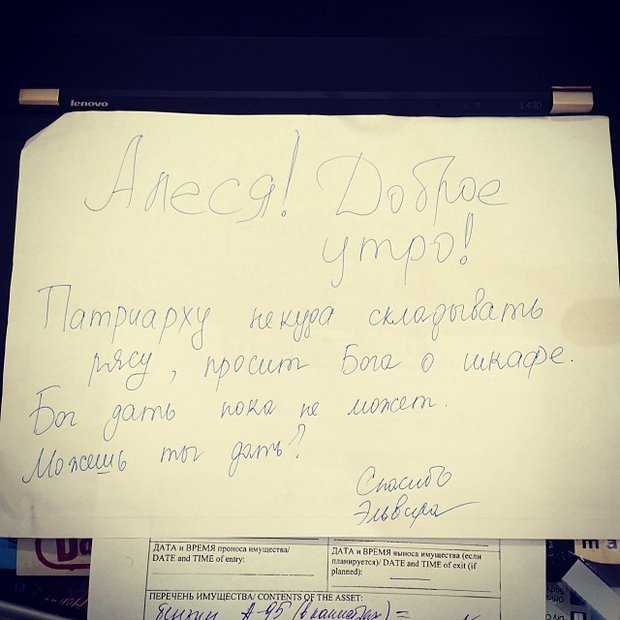 lenovo
L430
Алеся! Доброе
утро!
Патриарху некуда складывать
рясу, просит Бога о шкафе.
Бог дать пока не может.
Можешь ты дать?
Спасибо
Эльвира
ДАТА и ВРЕМЯ проноса имущества/
DATE and TIME of entry:
ДАТА и ВРЕМЯ выноса имущества (если
планируется)/ DATE and TIME of exit (if
planned):
ПЕРЕЧЕНЬ ИМУЩЕСТВА/ CONTENTS OF THE ASSET:
А-95